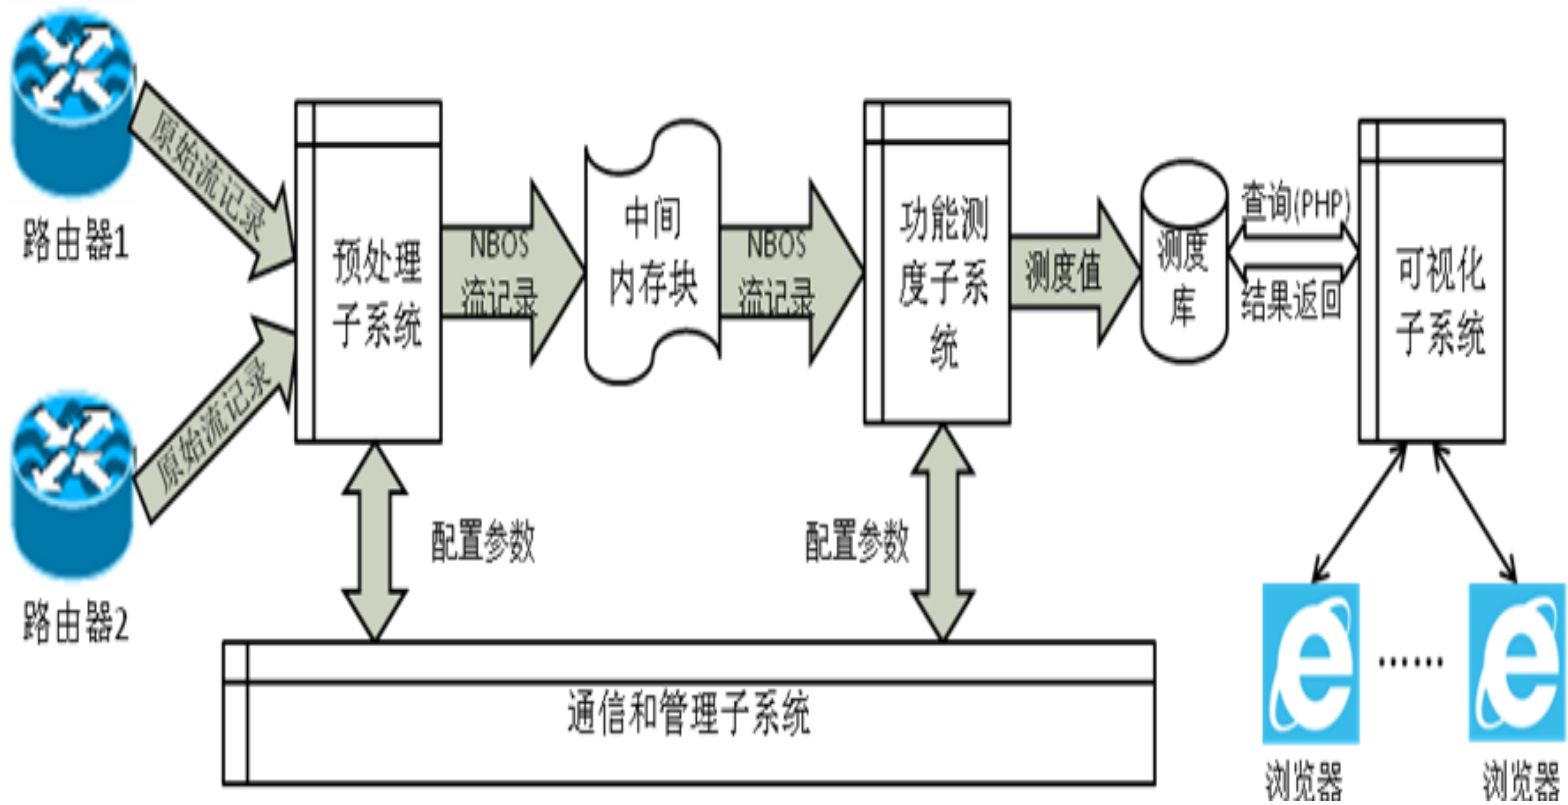 路由器1
原始流记录
路由器2
原始流记录
预处理
子系统
NBOS
流记录
中间
内存块
NBOS
流记录
功能测
度子系
统
测度值
测度
库
查询(PHP)
结果返回
可视化
子系统
配置参数
配置参数
通信和管理子系统
浏览器
......
浏览器